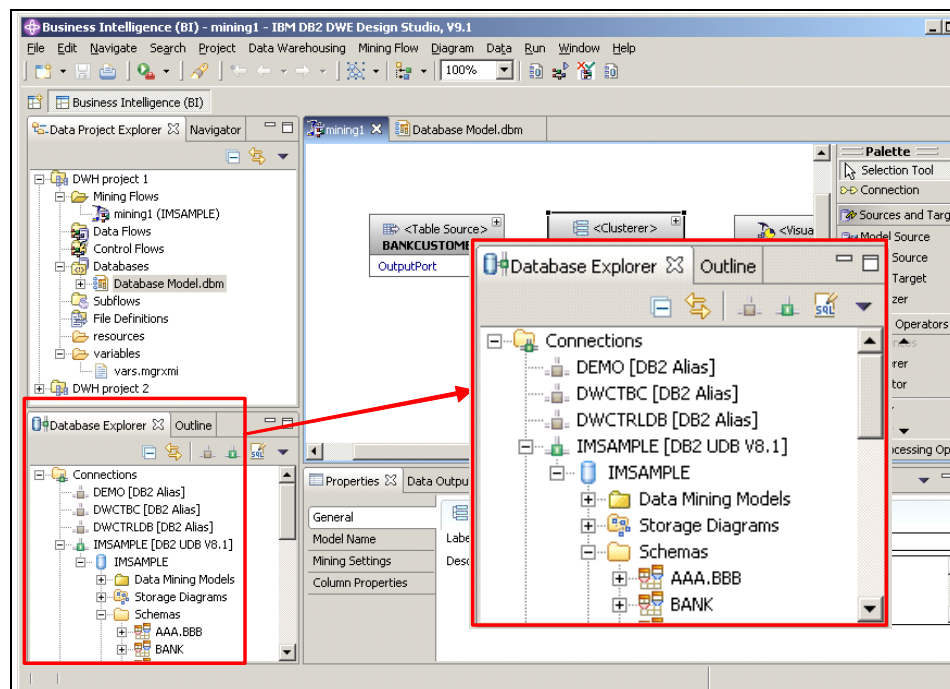 Business Intelligence (BI) - mining1 - IBM DB2 DWE Design Studio, V9.1
File Edit Navigate Search Project Data Warehousing Mining Flow Diagram Data Run Window Help
100%
Business Intelligence (BI)
Data Project Explorer Navigator
DWH project 1
Mining Flows
mining1 (IMSAMPLE)
Data Flows
Control Flows
Databases
Database Model.dbm
Subflows
File Definitions
resources
variables
vars.mgrxmi
DWH project 2
mining1 Database Model.dbm
<Table Source>
BANKCUSTOME
OutputPort
<Clusterer>
<Visua
Palette
Selection Tool
Connection
Sources and Targ
Model Source
Source
Target
zer
Operators
rer
tor
cessing Op
Database Explorer Outline
SQL
Connections
DEMO [DB2 Alias]
DWCTBC [DB2 Alias]
DWCTRLDB [DB2 Alias]
IMSAMPLE [DB2 UDB V8.1]
IMSAMPLE
Data Mining Models
Storage Diagrams
Schemas
AAA.BBB
BANK
Properties Data Outpu
General
Model Name
Mining Settings
Column Properties
Labe
Desc
Database Explorer Outline
SQL
Connections
DEMO [DB2 Alias]
DWCTBC [DB2 Alias]
DWCTRLDB [DB2 Alias]
IMSAMPLE [DB2 UDB V8.1]
IMSAMPLE
Data Mining Models
Storage Diagrams
Schemas
AAA.BBB
BANK